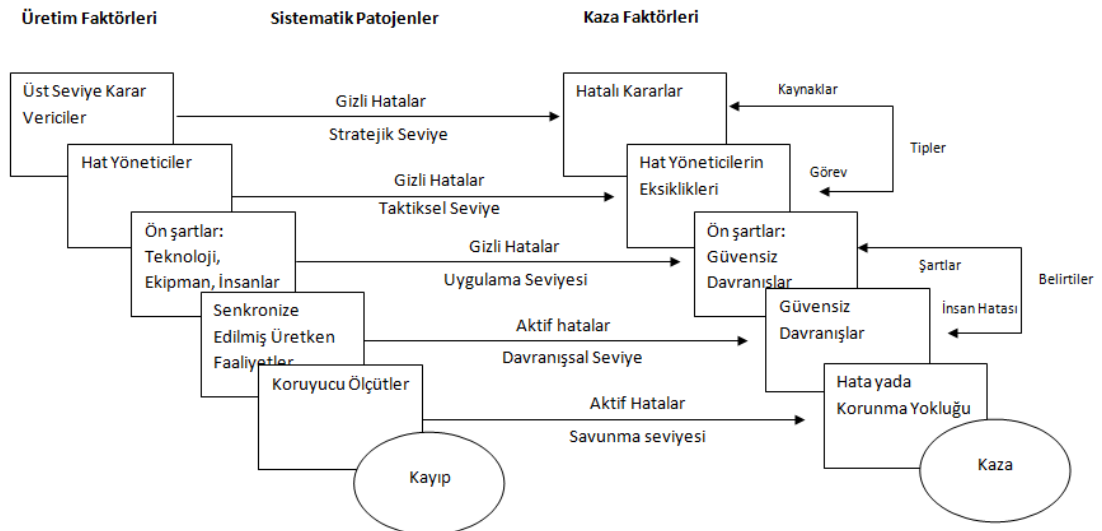 Üretim Faktörleri
Sistematik Patojenler
Kaza Faktörleri
Üst Seviye Karar
Vericiler
Gizli Hatalar
Stratejik Seviye
Hatalı Kararlar
Kaynaklar
Tipler
Hat Yöneticiler
Gizli Hatalar
Taktiksel Seviye
Hat Yöneticilerin
Eksiklikleri
Görev
Ön şartlar:
Teknoloji,
Ekipman, İnsanlar
Gizli Hatalar
Uygulama Seviyesi
Ön şartlar:
Güvensiz
Davranışlar
Şartlar
Belirtiler
Senkronize
Edilmiş Üretken
Faaliyetler
Aktif hatalar
Davranışsal Seviye
Güvensiz
Davranışlar
İnsan Hatası
Koruyucu Ölçütler
Aktif Hatalar
Savunma seviyesi
Hata yada
Korunma Yokluğu
Kayıp
Kaza